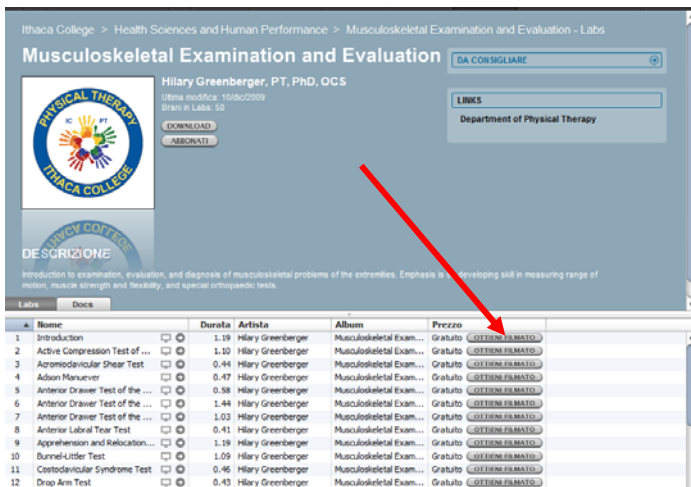 Ithaca College > Health Sciences and Human Performance > Musculoskeletal Examination and Evaluation - Labs
Musculoskeletal Examination and Evaluation
DA CONSIGLIARE
Hilary Greenberger, PT, PhD, OCS
Ultima modifica: 10/dic/2009
Brani in Labs: 50
DOWNLOAD
ABBONATI
LINKS
Department of Physical Therapy
PHYSICAL THERAPY
IC PT
ITHACA COLLEGE
DESCRIZIONE
Introduction to examination, evaluation, and diagnosis of musculoskeletal problems of the extremities. Emphasis is developing skill in measuring range of
motion, muscle strength and flexibility, and special orthopaedic tests.
Labs Docs
Nome Durata Artista Album Prezzo
1 Introduction 1.19 Hilary Greenberger Musculoskeletal Exam... Gratuito OTTIENI FILMATO
2 Active Compression Test of ... 1.10 Hilary Greenberger Musculoskeletal Exam... Gratuito OTTIENI FILMATO
3 Acromioclavicular Shear Test 0.44 Hilary Greenberger Musculoskeletal Exam... Gratuito OTTIENI FILMATO
4 Adson Manuever 0.47 Hilary Greenberger Musculoskeletal Exam... Gratuito OTTIENI FILMATO
5 Anterior Drawer Test of the ... 0.58 Hilary Greenberger Musculoskeletal Exam... Gratuito OTTIENI FILMATO
6 Anterior Drawer Test of the ... 1.44 Hilary Greenberger Musculoskeletal Exam... Gratuito OTTIENI FILMATO
7 Anterior Drawer Test of the ... 1.03 Hilary Greenberger Musculoskeletal Exam... Gratuito OTTIENI FILMATO
8 Anterior Labral Tear Test 0.41 Hilary Greenberger Musculoskeletal Exam... Gratuito OTTIENI FILMATO
9 Apprehension and Relocation... 1.19 Hilary Greenberger Musculoskeletal Exam... Gratuito OTTIENI FILMATO
10 Bunnel-Littler Test 1.09 Hilary Greenberger Musculoskeletal Exam... Gratuito OTTIENI FILMATO
11 Costoclavicular Syndrome Test 0.46 Hilary Greenberger Musculoskeletal Exam... Gratuito OTTIENI FILMATO
12 Drop Arm Test 0.43 Hilary Greenberger Musculoskeletal Exam... Gratuito OTTIENI FILMATO